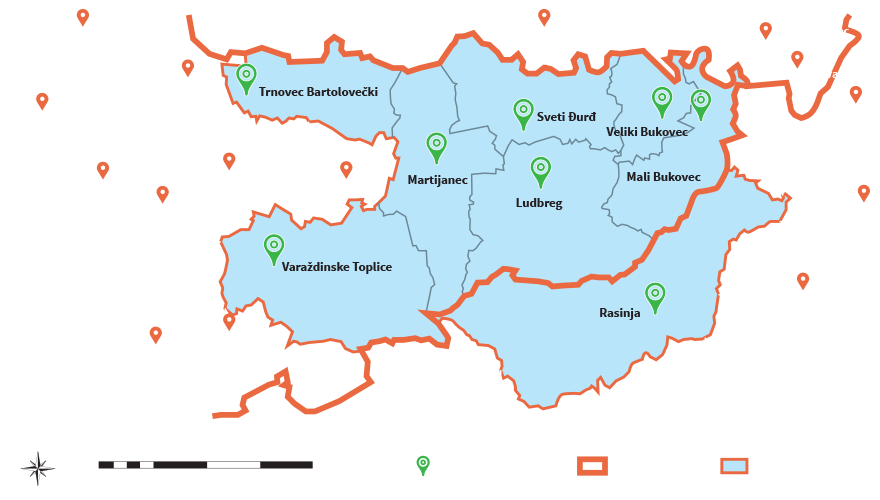 Trnovec Bartolovečki
Sveti Đurđ
Veliki Bukovec
Martijanec
Mali Bukovec
Ludbreg
Varaždinske Toplice
Rasinja